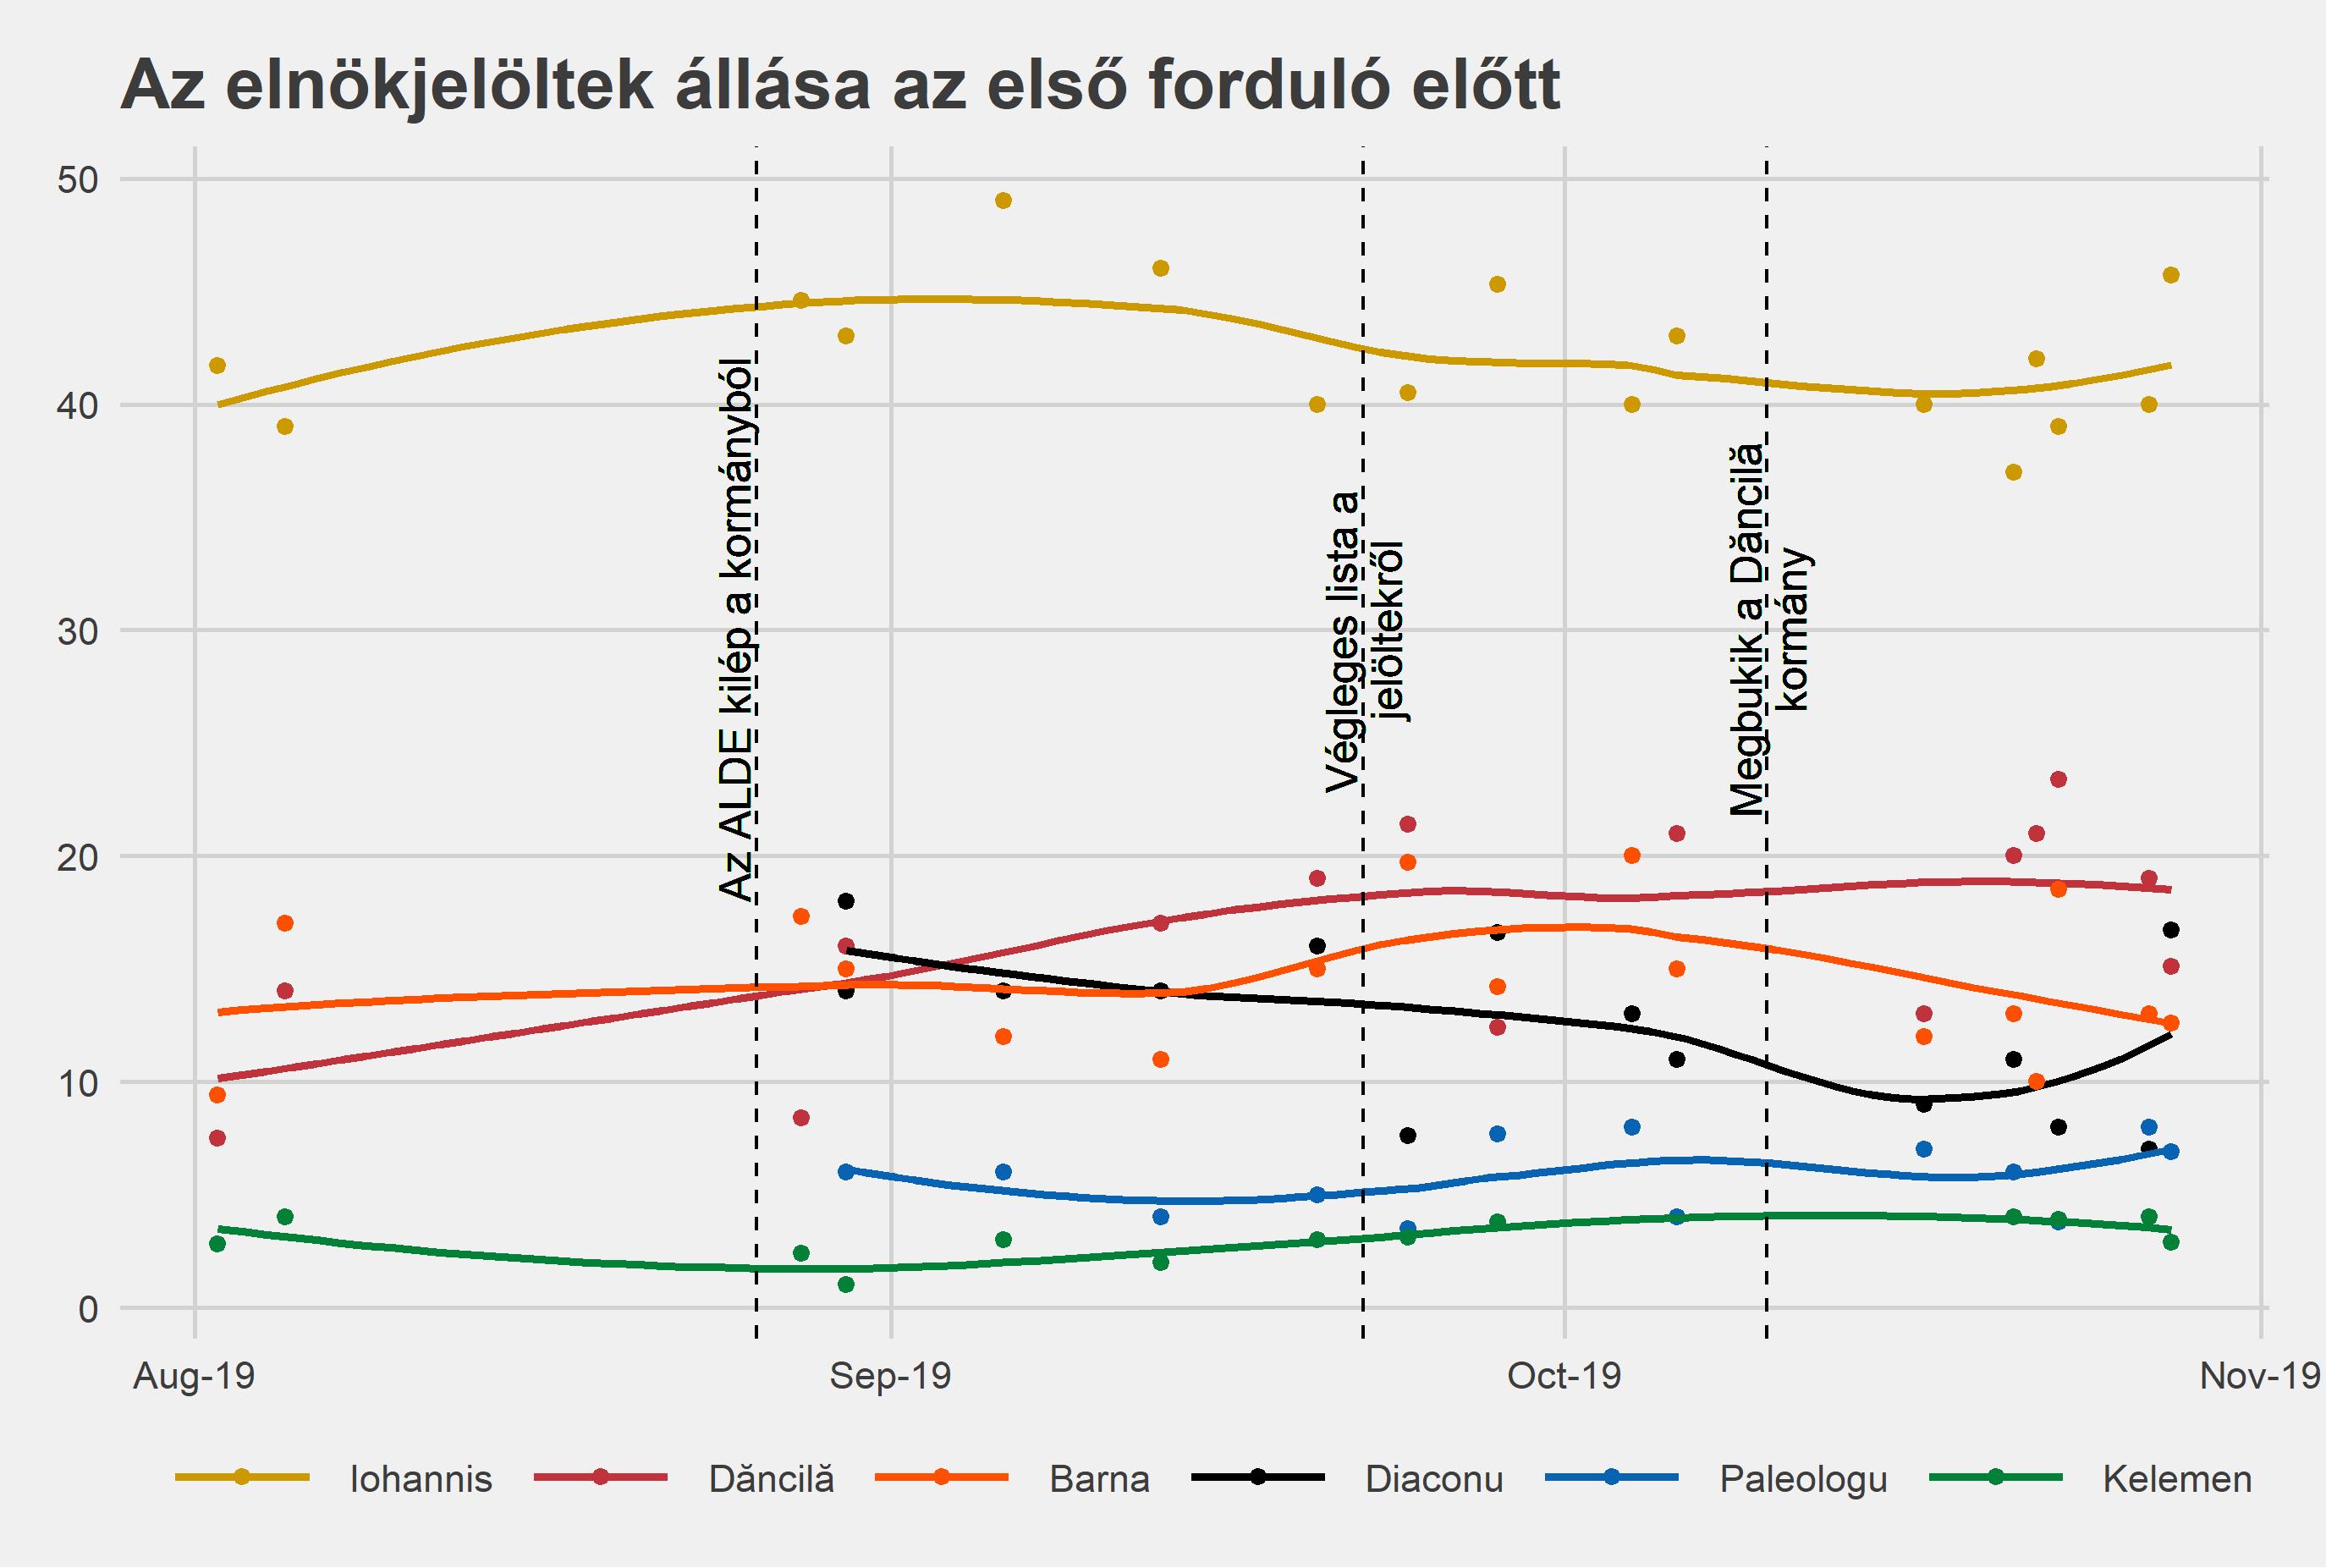 Az elnökjelöltek állása az első forduló előtt
50
40
30
20
10
0
Az ALDE kilép a kormányból
Végleges lista a
jelöltekről
Megbukik a Dăncilă
kormány
Aug-19 Sep-19 Oct-19 Nov-19
Iohannis Dăncilă Barna Diaconu Paleologu Kelemen